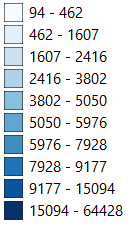 94 - 462
462 - 1607
1607 - 2416
2416 - 3802
3802 - 5050
5050 - 5976
5976 - 7928
7928 - 9177
9177 - 15094
15094 - 64428